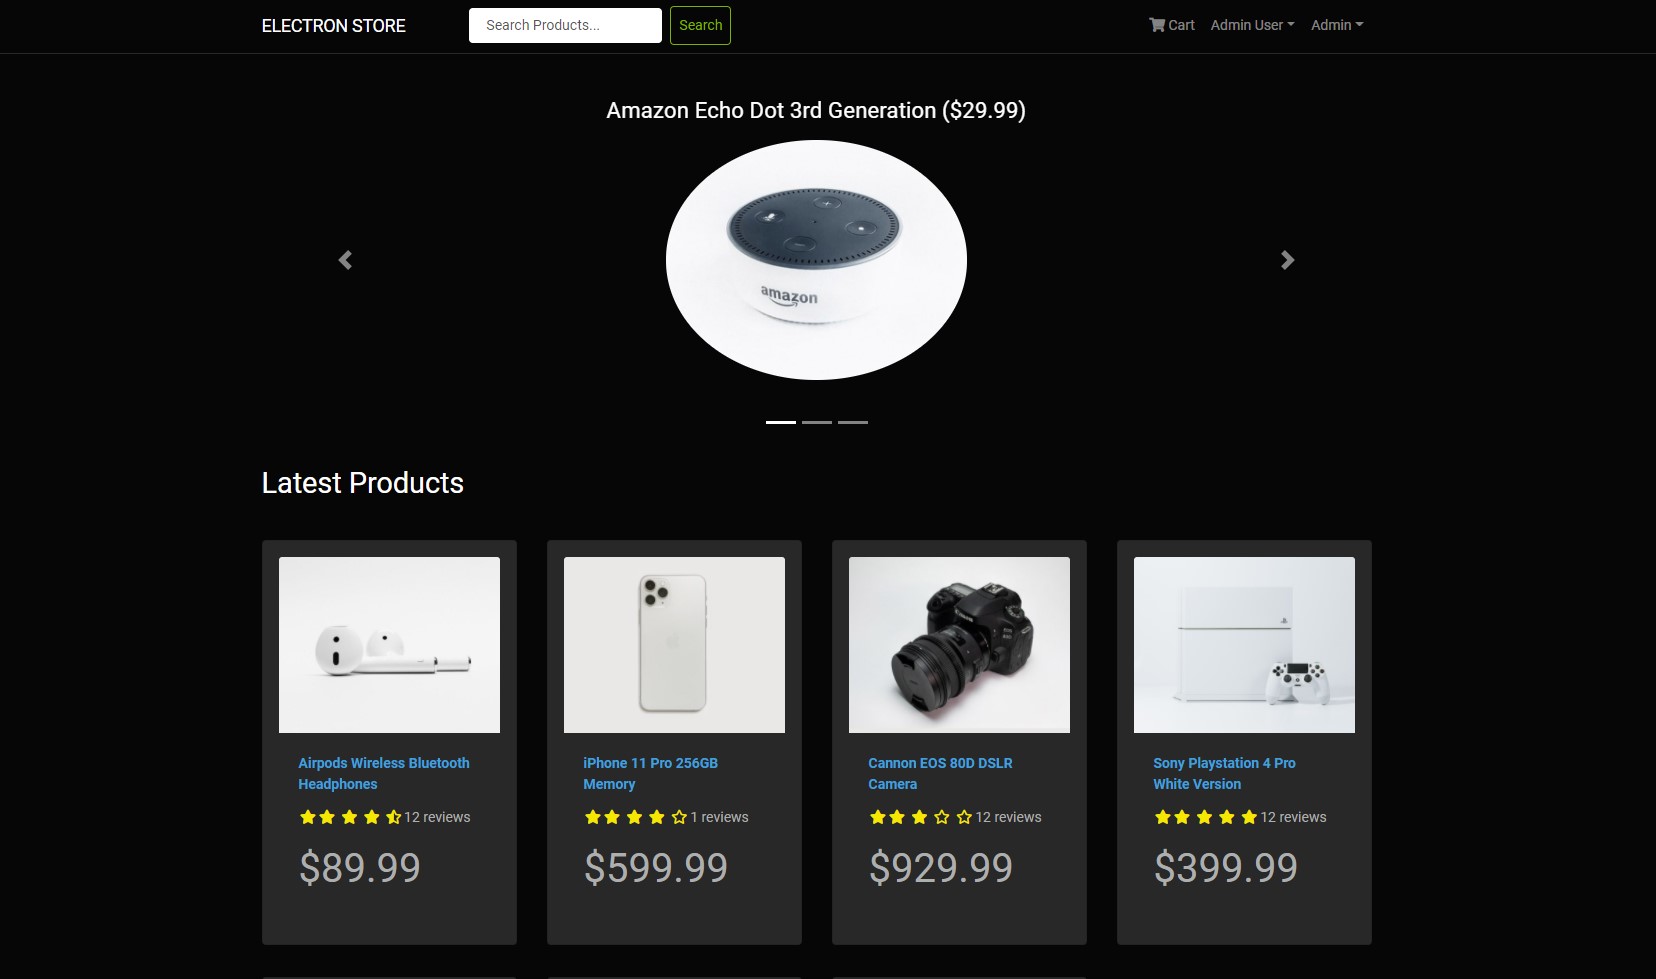 ELECTRON STORE
Search Products...
Search
Cart
Admin User
Admin
Amazon Echo Dot 3rd Generation ($29.99)
amazon
Latest Products
Airpods Wireless Bluetooth
Headphones
12 reviews
$89.99
iPhone 11 Pro 256GB
Memory
1 reviews
$599.99
Cannon EOS 80D DSLR
Camera
12 reviews
$929.99
Sony Playstation 4 Pro
White Version
12 reviews
$399.99